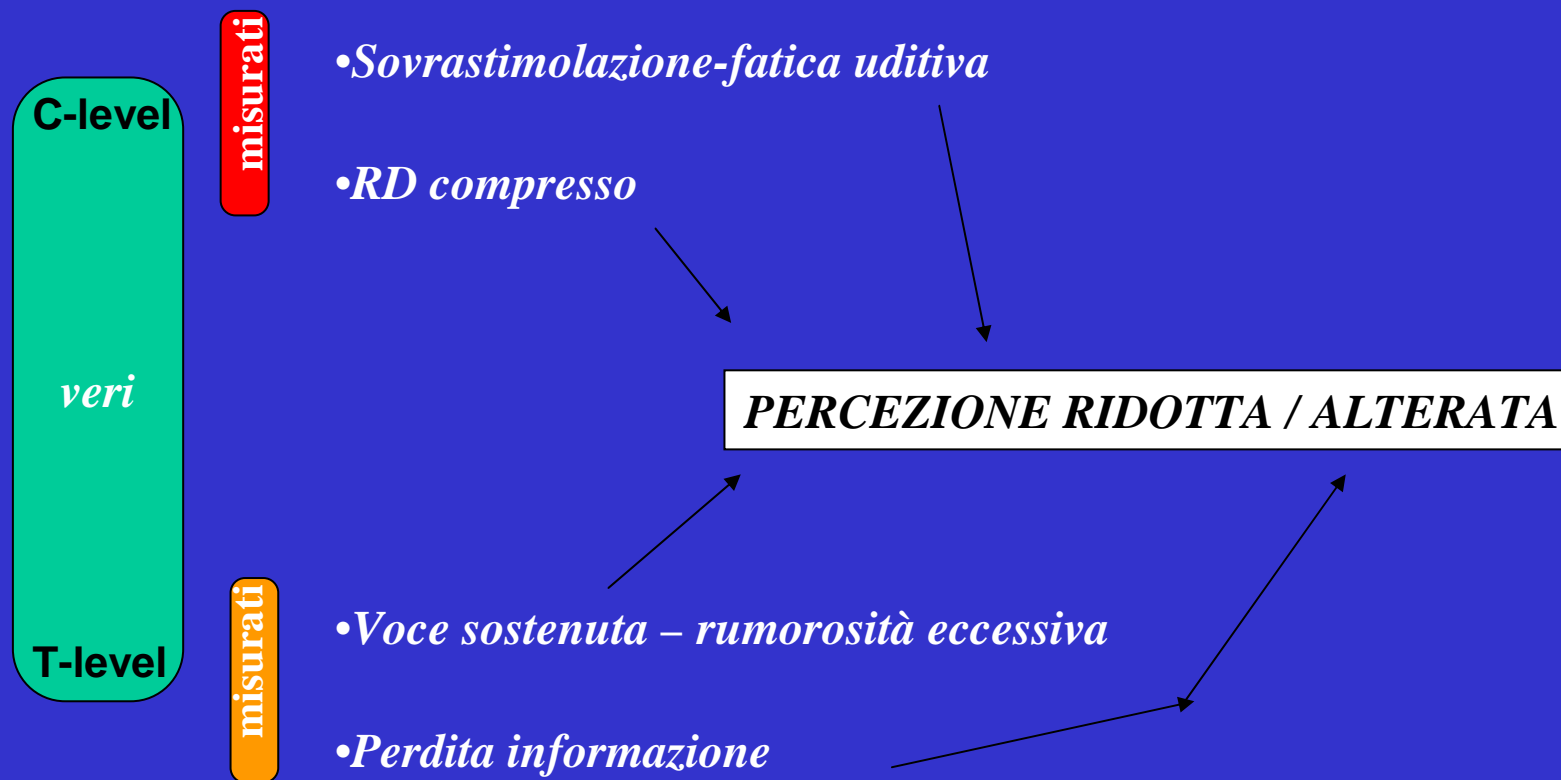 misurati
•Sovrastimolazione-fatica uditiva
C-level
•RD compresso
veri
PERCEZIONE RIDOTTA / ALTERATA
misurati
•Voce sostenuta – rumorosità eccessiva
T-level
•Perdita informazione